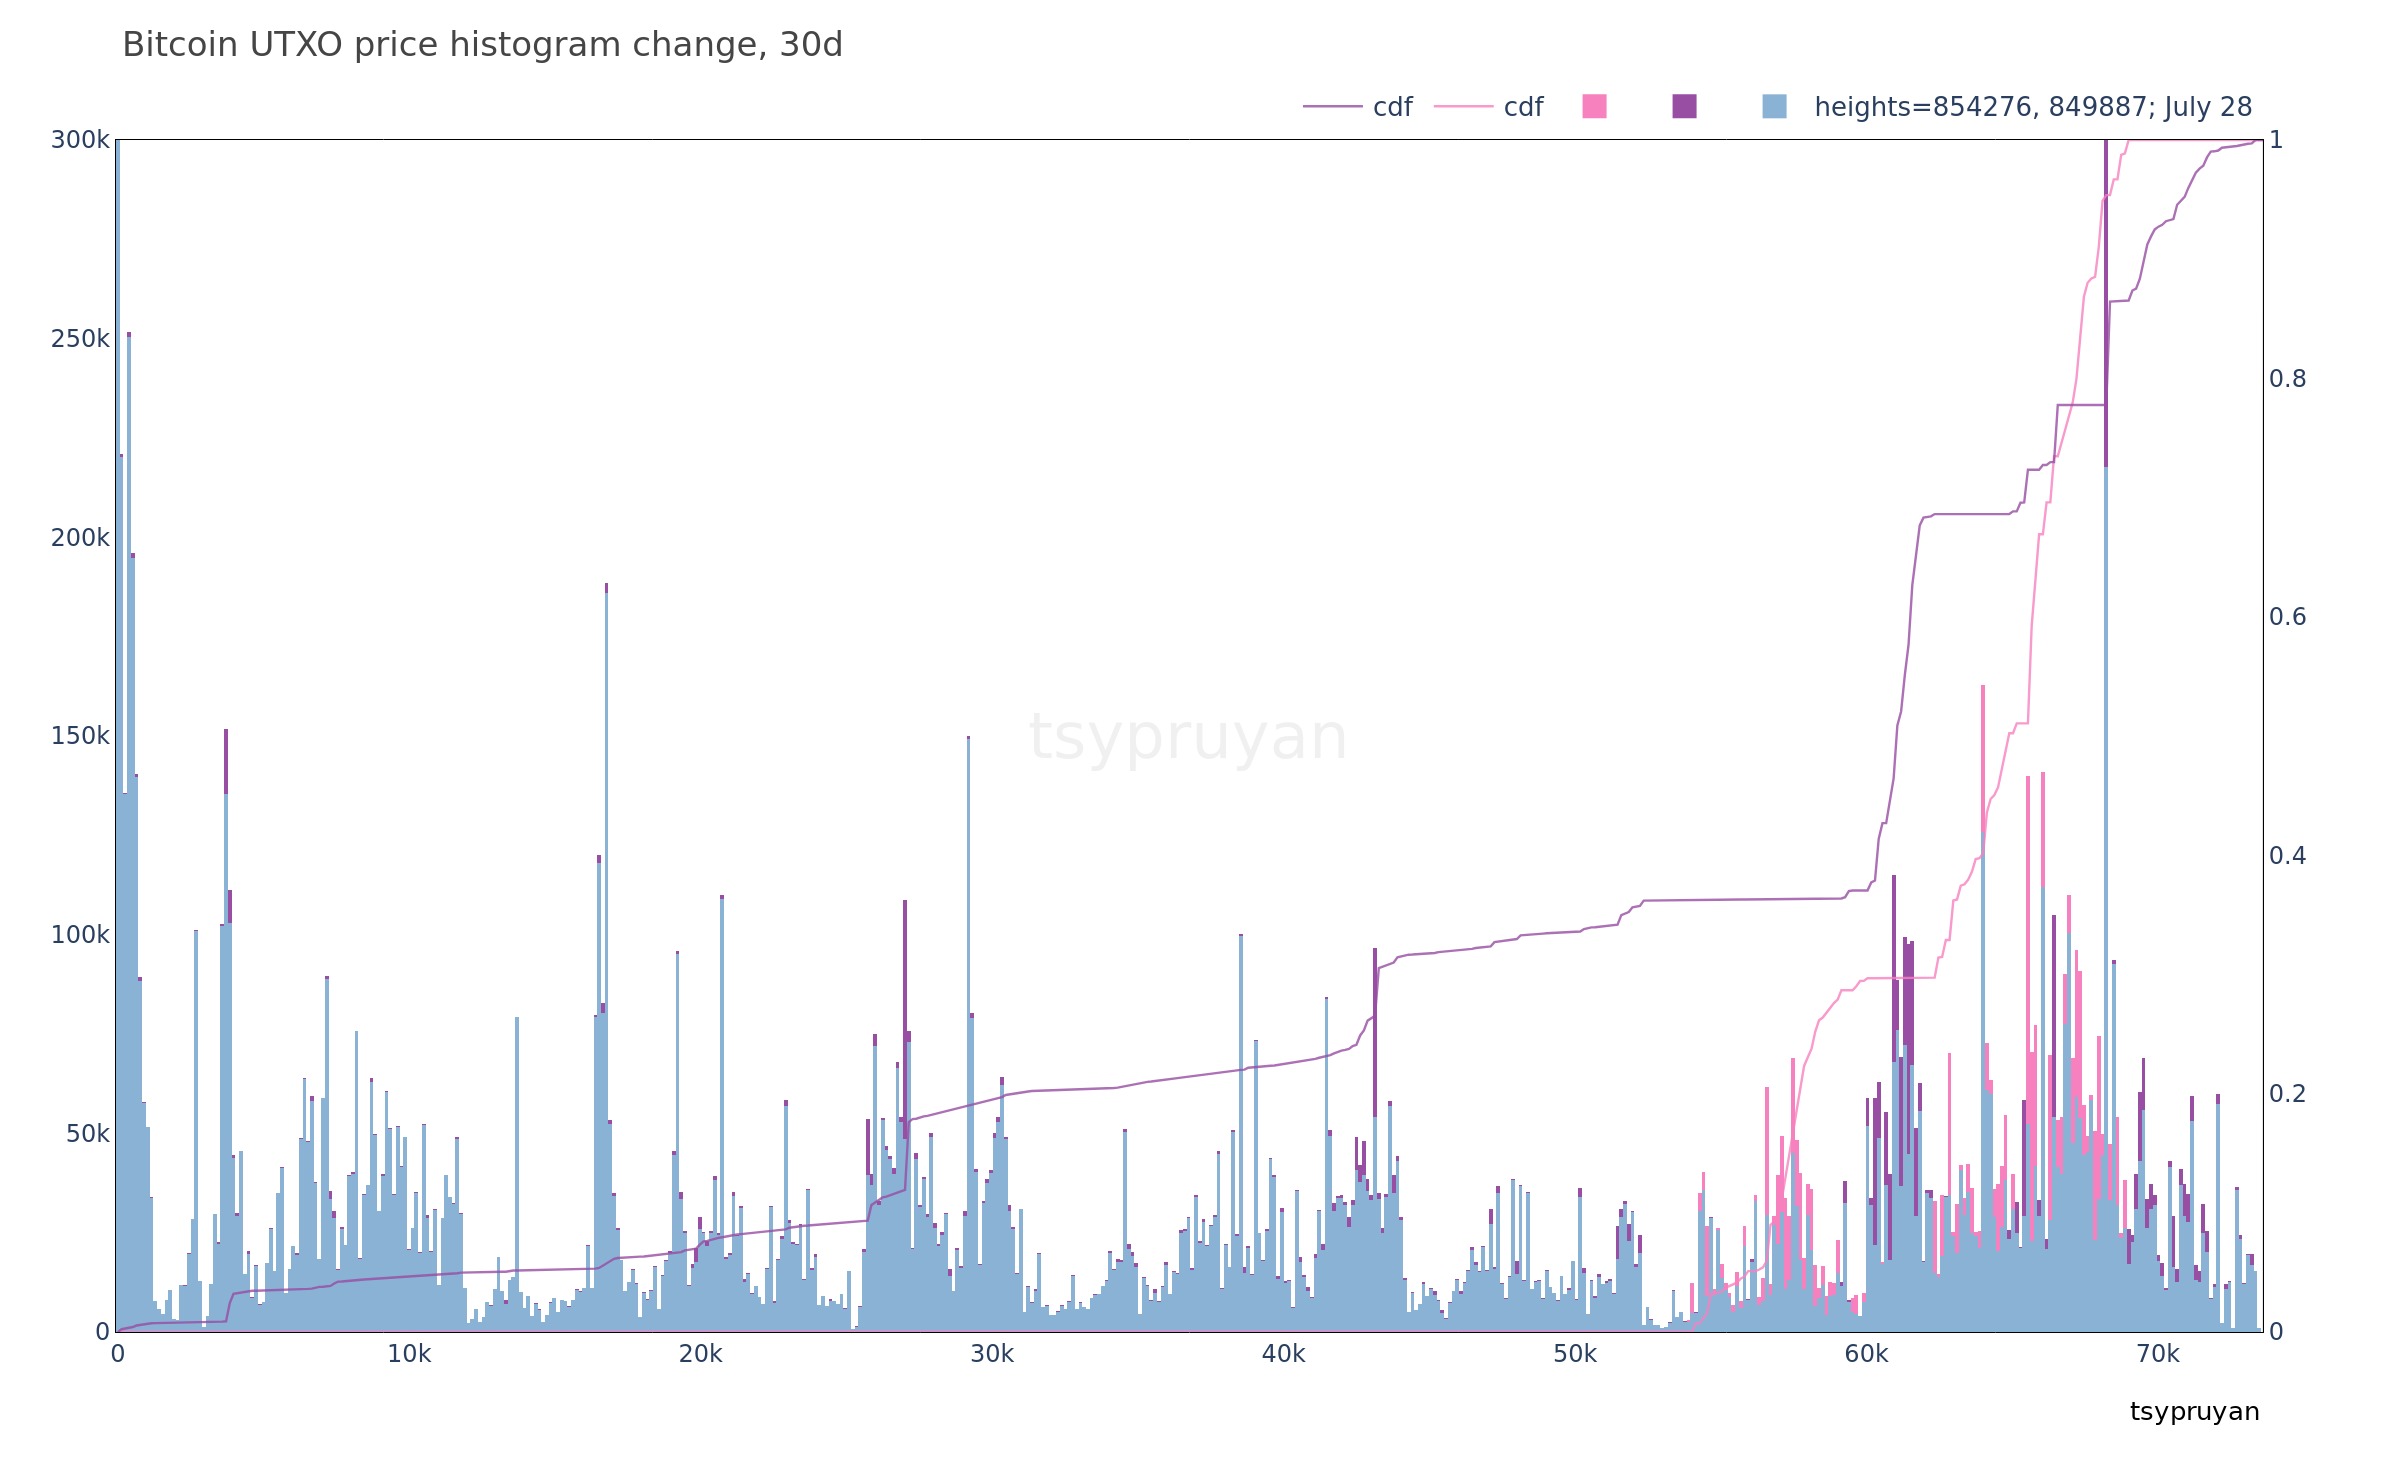 Bitcoin UTXO price histogram change, 30d
cdf cdf heights=854276, 849887; July 28
300k
250k
200k
150k
100k
50k
0
1
0.8
0.6
0.4
0.2
0
tsypruyan
0 10k 20k 30k 40k 50k 60k 70k
tsypruyan